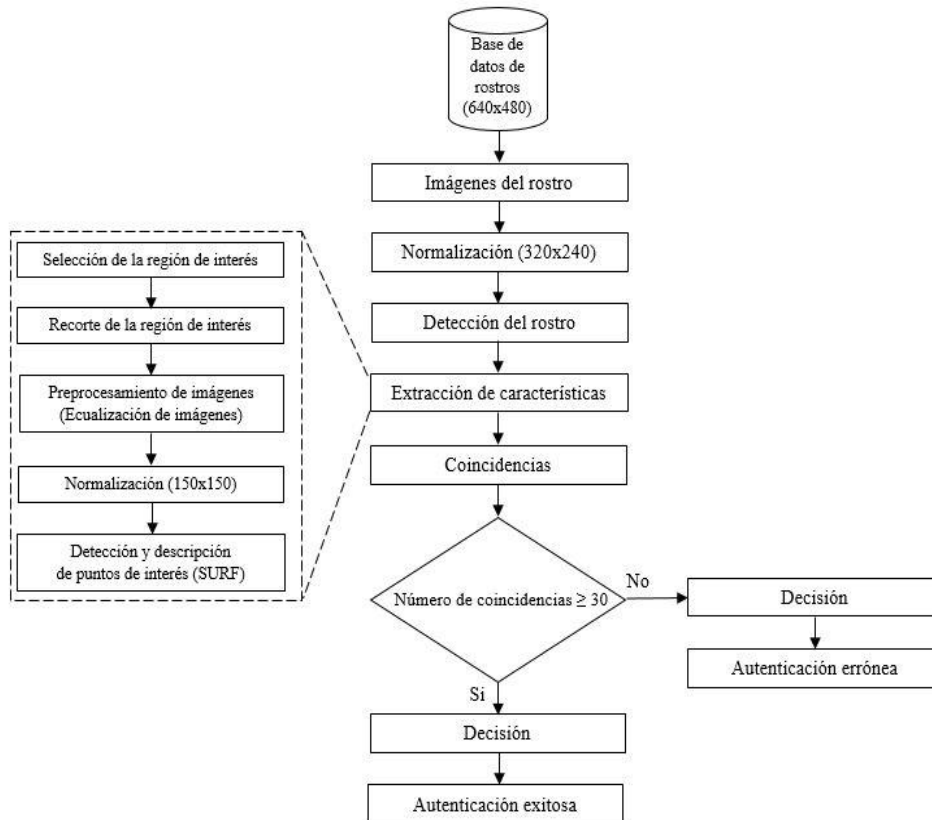 Base de
datos de
rostros
(640x480)
Imágenes del rostro
Normalización (320x240)
Detección del rostro
Extracción de características
Coincidencias
Selección de la región de interés
Recorte de la región de interés
Preprocesamiento de imágenes
(Ecualización de imágenes)
Normalización (150x150)
Detección y descripción
de puntos de interés (SURF)
Número de coincidencias ≥ 30
No
Decisión
Autenticación errónea
Si
Decisión
Autenticación exitosa